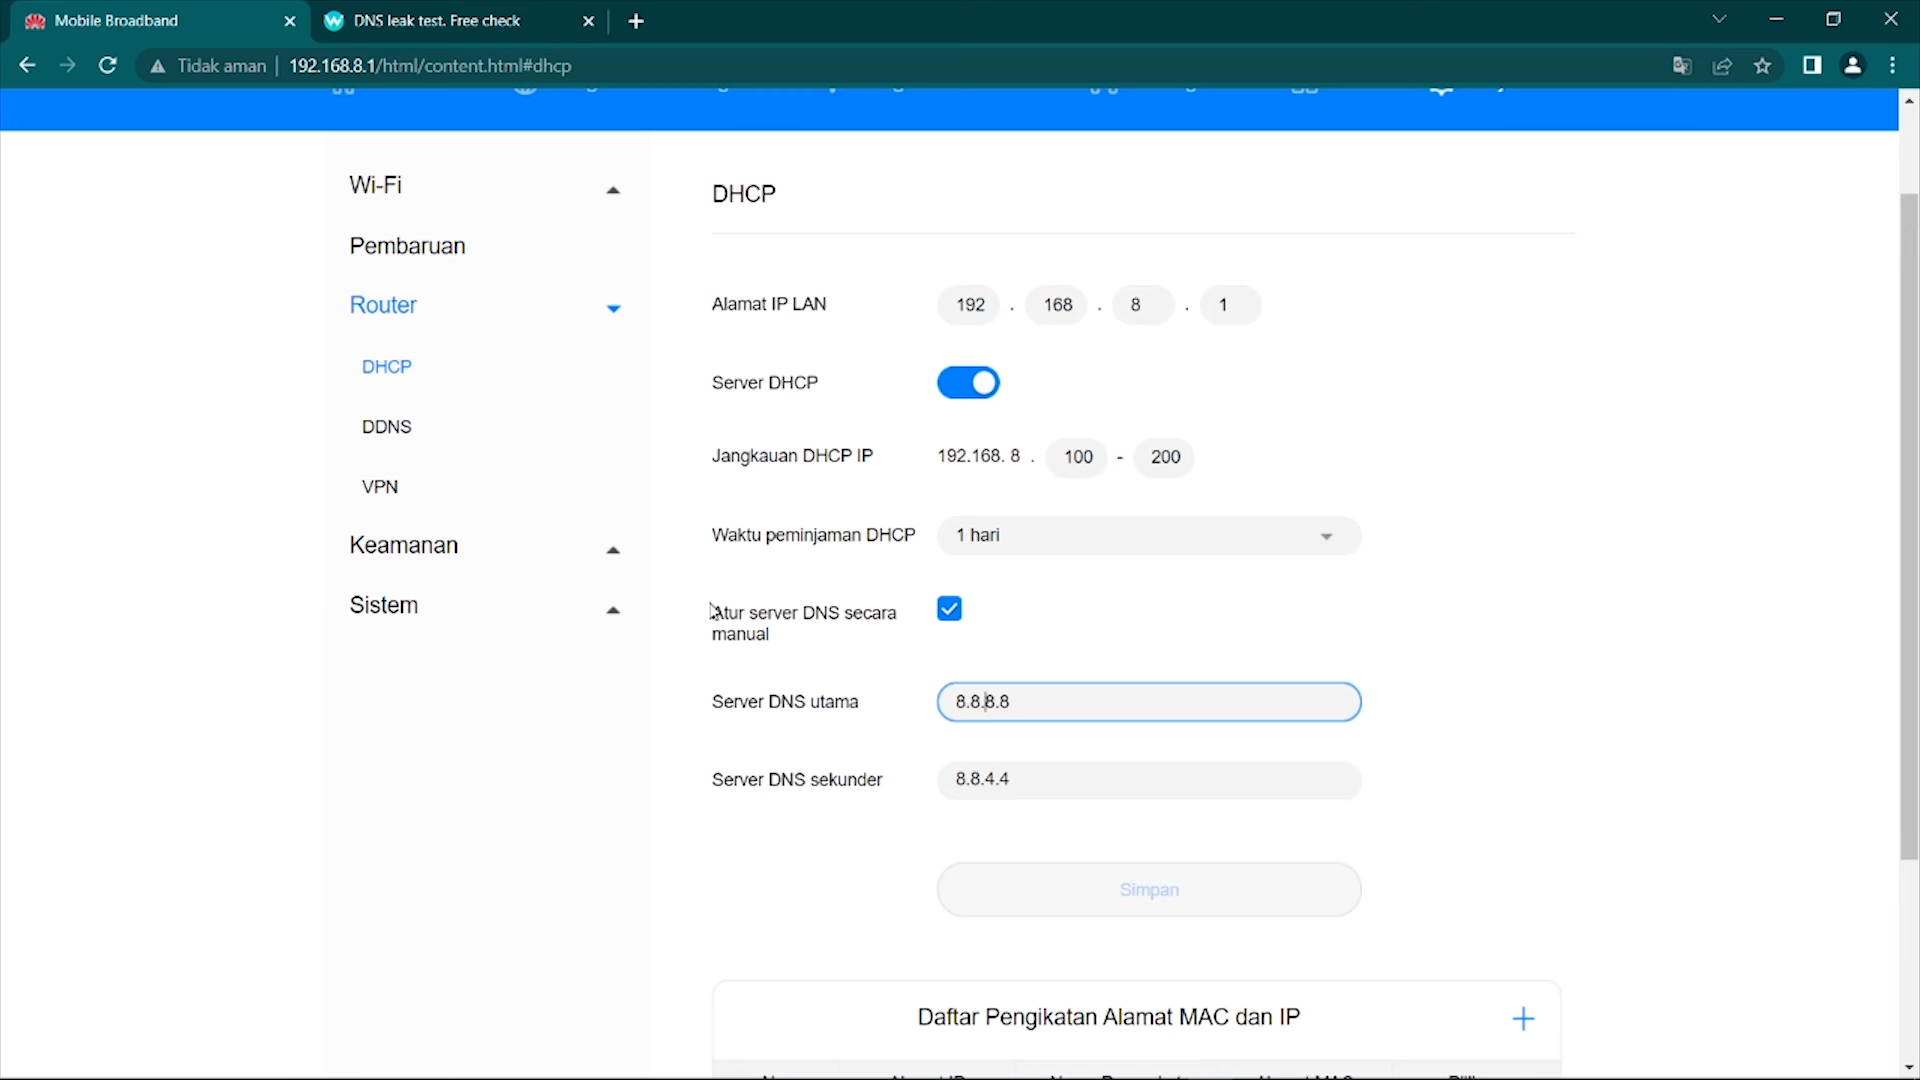 Mobile Broadband
DNS leak test. Free check
Tidak aman
192.168.8.1/html/content.html#dhcp
Wi-Fi
Pembaruan
Router
DHCP
DDNS
VPN
Keamanan
Sistem
DHCP
Alamat IP LAN 192 . 168 . 8 . 1
Server DHCP
Jangkauan DHCP IP 192.168. 8 . 100 - 200
Waktu peminjaman DHCP 1 hari
Atur server DNS secara
manual
Server DNS utama 8.8.8.8
Server DNS sekunder 8.8.4.4
Simpan
Daftar Pengikatan Alamat MAC dan IP